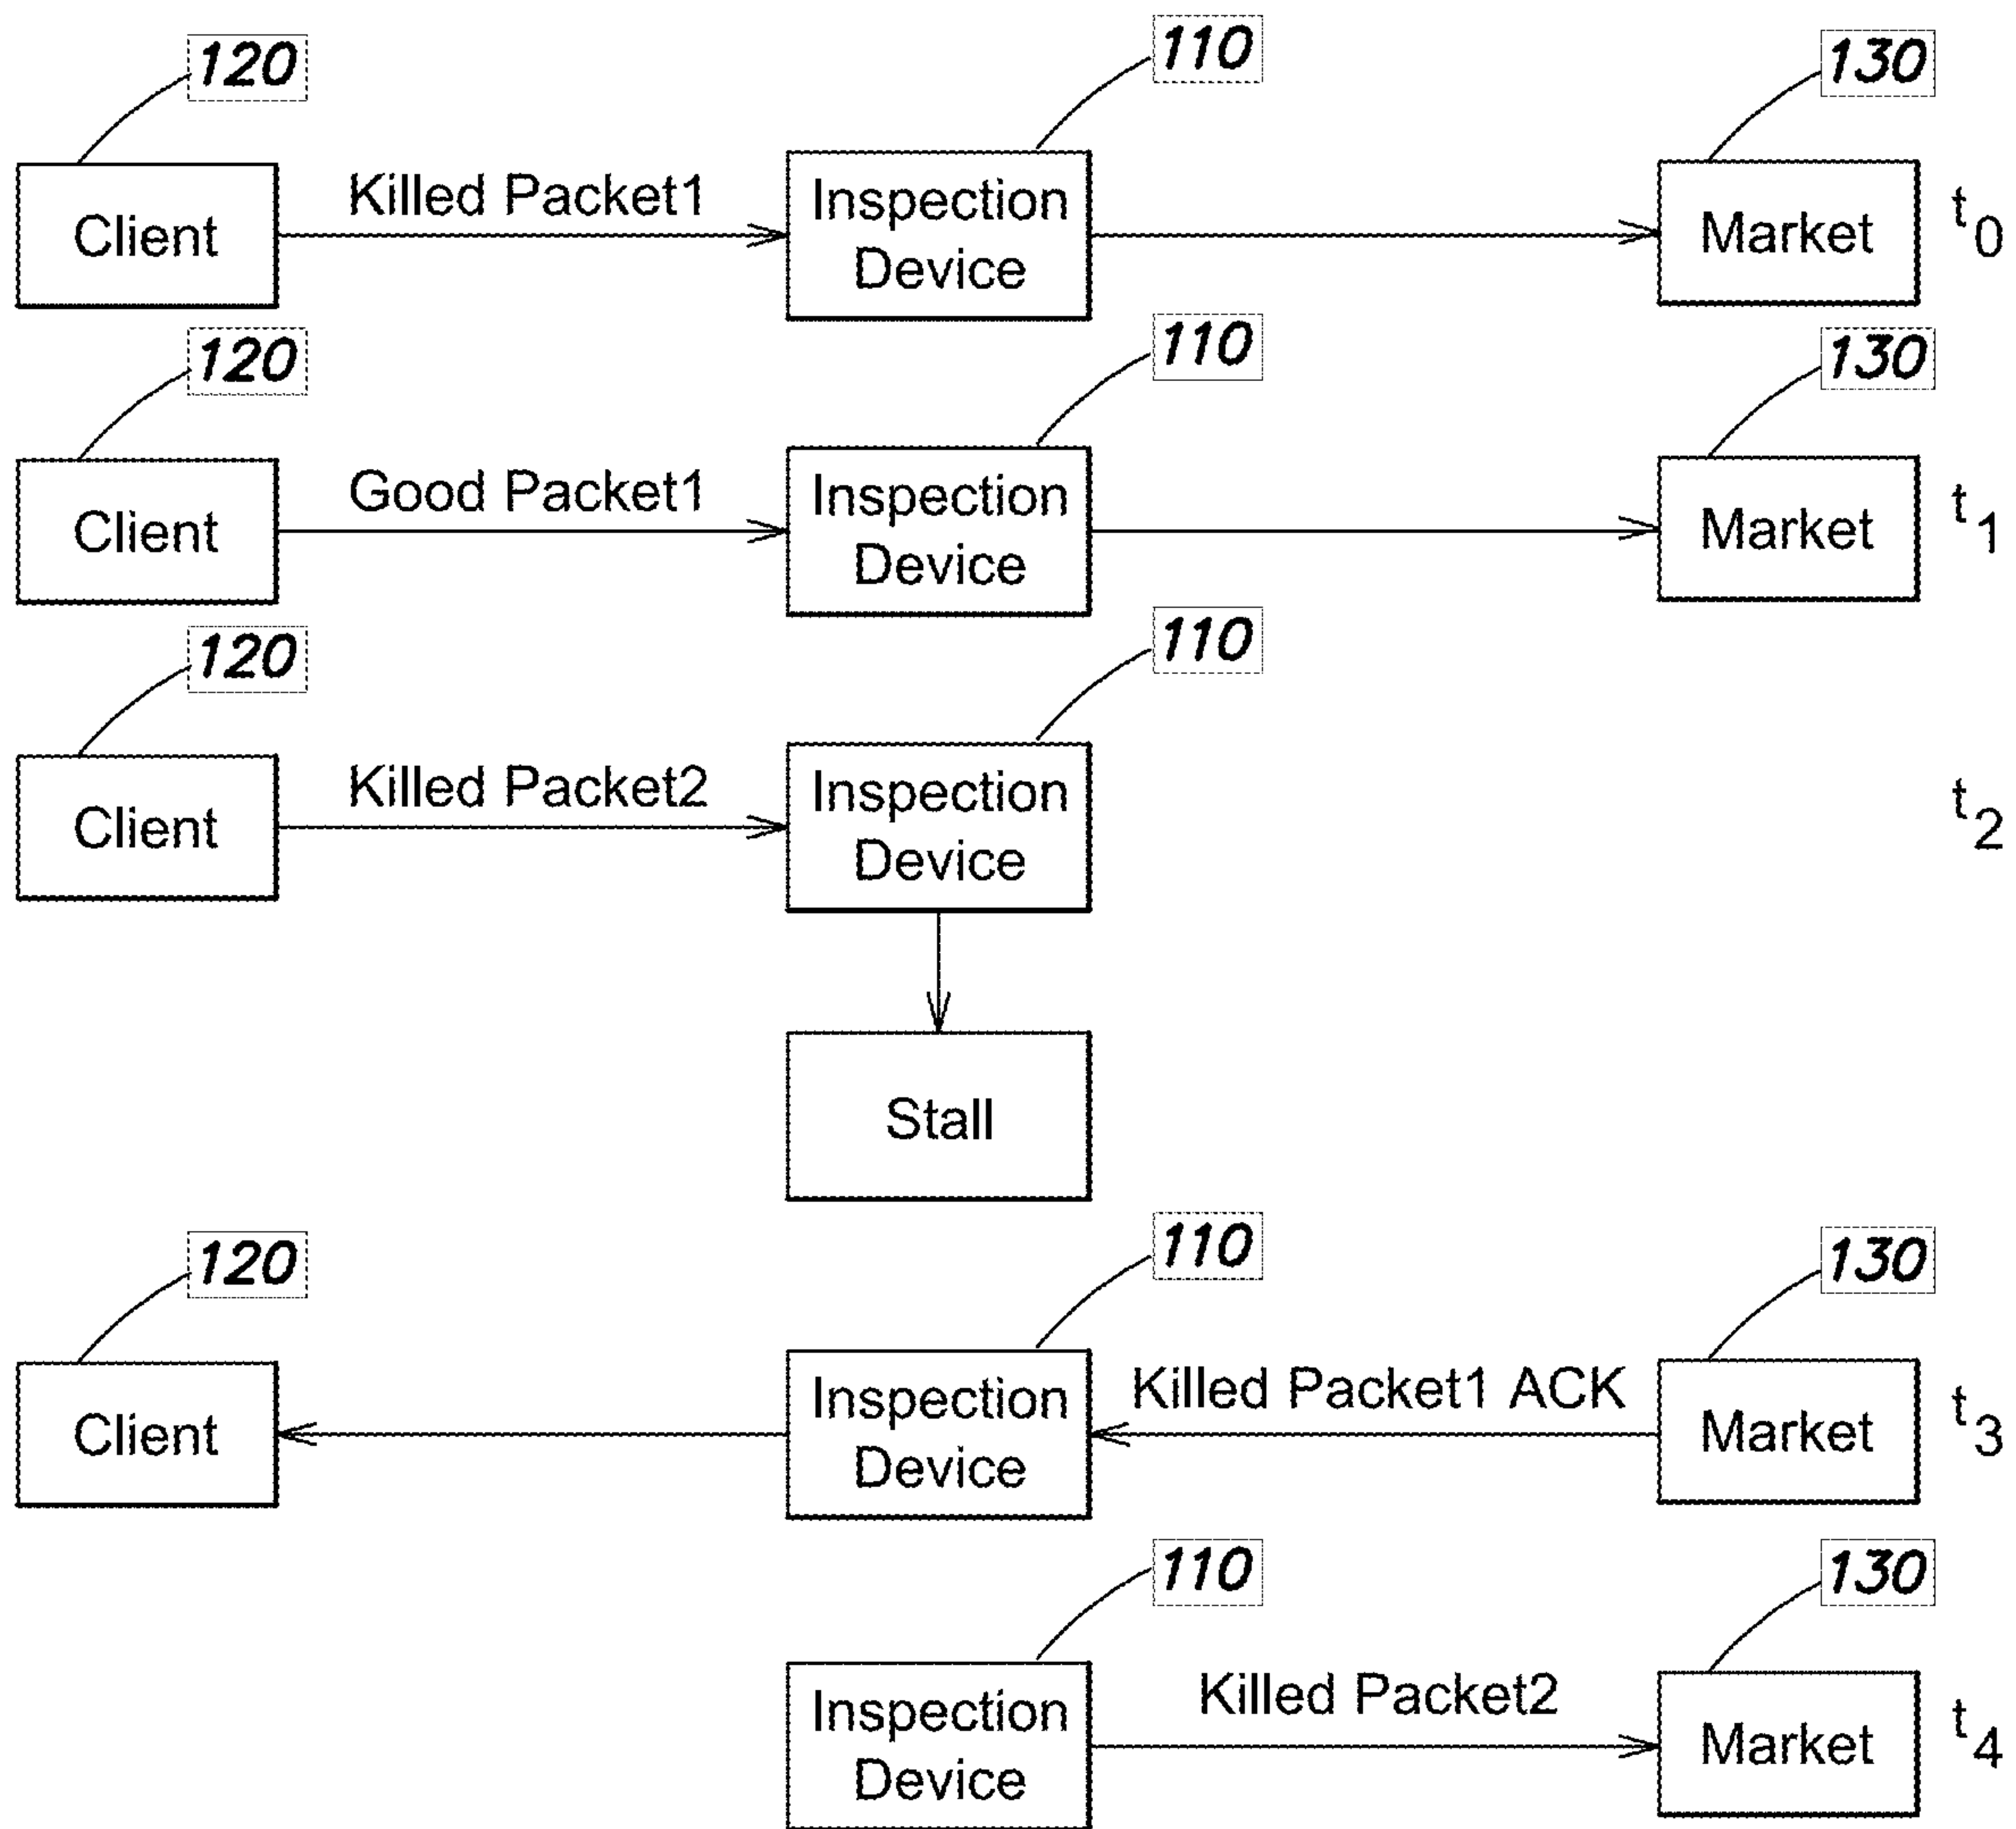 120
110
130
Client
Killed Packet1
Inspection
Device
Market
t0
120
110
130
Client
Good Packet1
Inspection
Device
Market
t1
120
110
Client
Killed Packet2
Inspection
Device
t2
Stall
120
110
130
Client
Inspection
Device
Killed Packet1 ACK
Market
t3
110
130
Inspection
Device
Killed Packet2
Market
t4